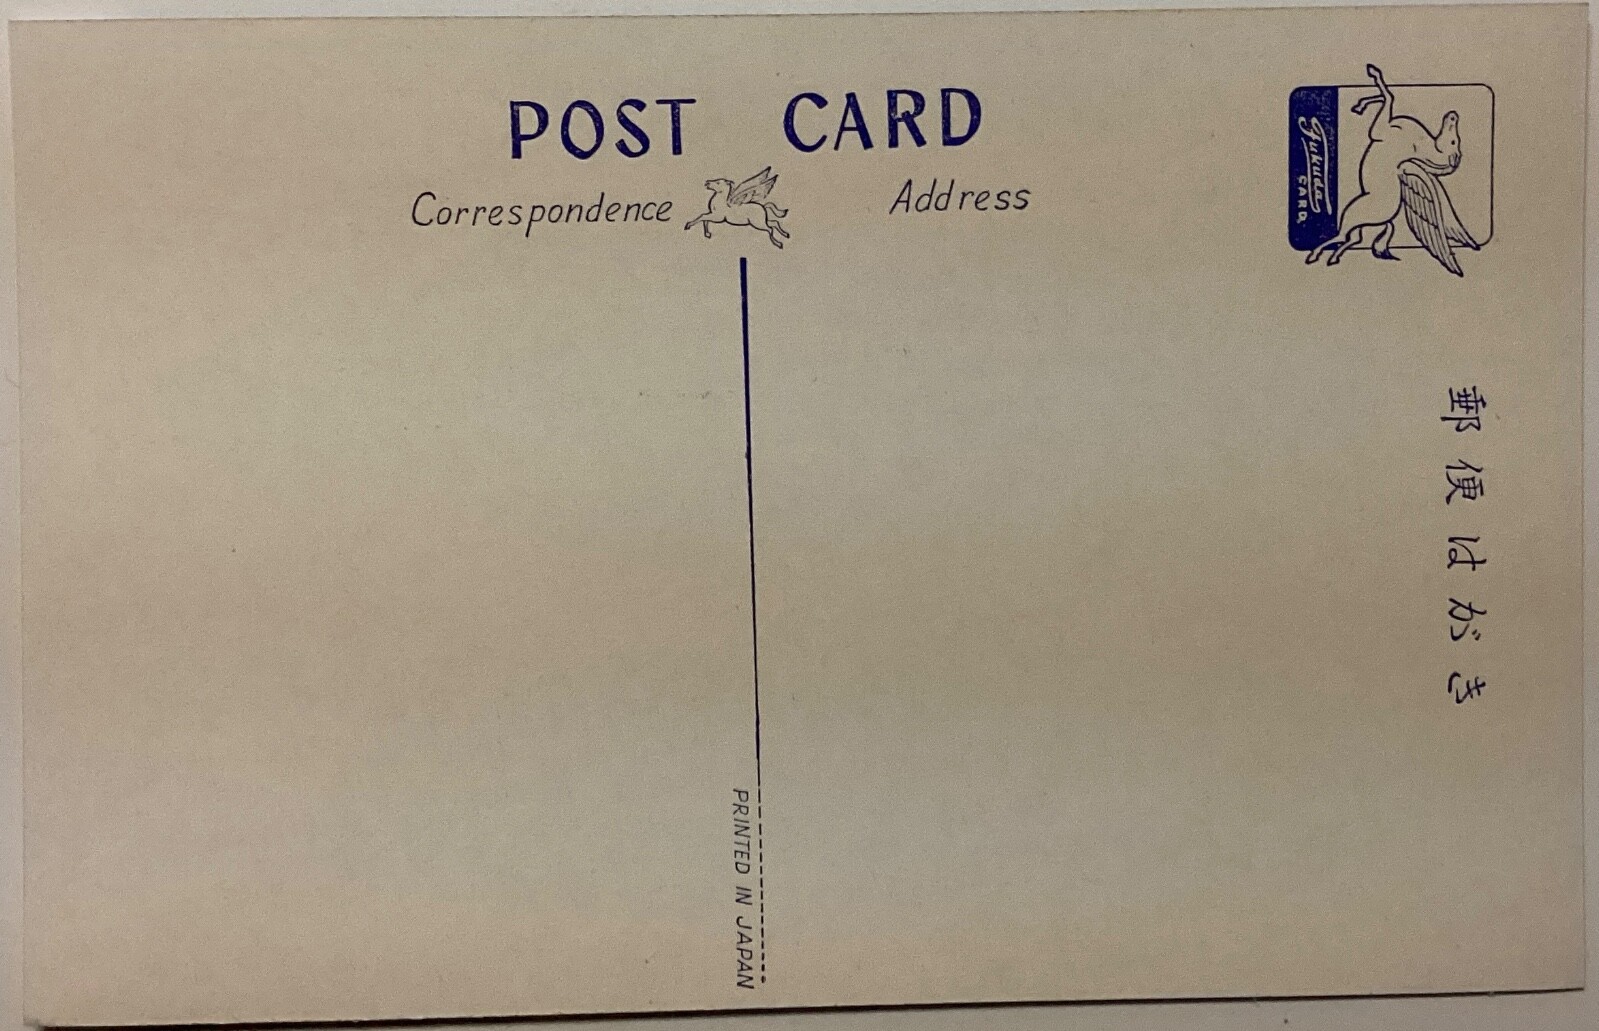 POST CARD
Correspondence
Address
Fukuda
CARD
郵便はがき
PRINTED IN JAPAN